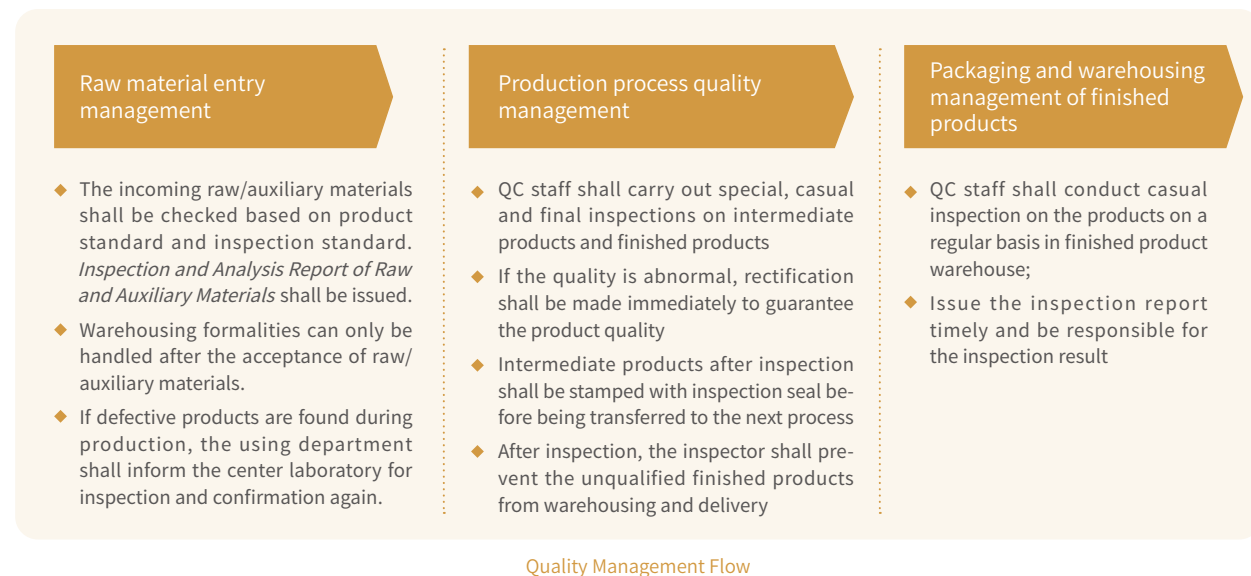 Raw material entry
management
The incoming raw/auxiliary materials
shall be checked based on product
standard and inspection standard.
Inspection and Analysis Report of Raw
and Auxiliary Materials shall be issued.
Warehousing formalities can only be
handled after the acceptance of raw/
auxiliary materials.
If defective products are found during
production, the using department
shall inform the center laboratory for
inspection and confirmation again.
Production process quality
management
QC staff shall carry out special, casual
and final inspections on intermediate
products and finished products
If the quality is abnormal, rectification
shall be made immediately to guarantee
the product quality
Intermediate products after inspection
shall be stamped with inspection seal be-
fore being transferred to the next process
After inspection, the inspector shall pre-
vent the unqualified finished products
from warehousing and delivery
Packaging and warehousing
management of finished
products
QC staff shall conduct casual
inspection on the products on a
regular basis in finished product
warehouse;
Issue the inspection report
timely and be responsible for
the inspection result
Quality Management Flow